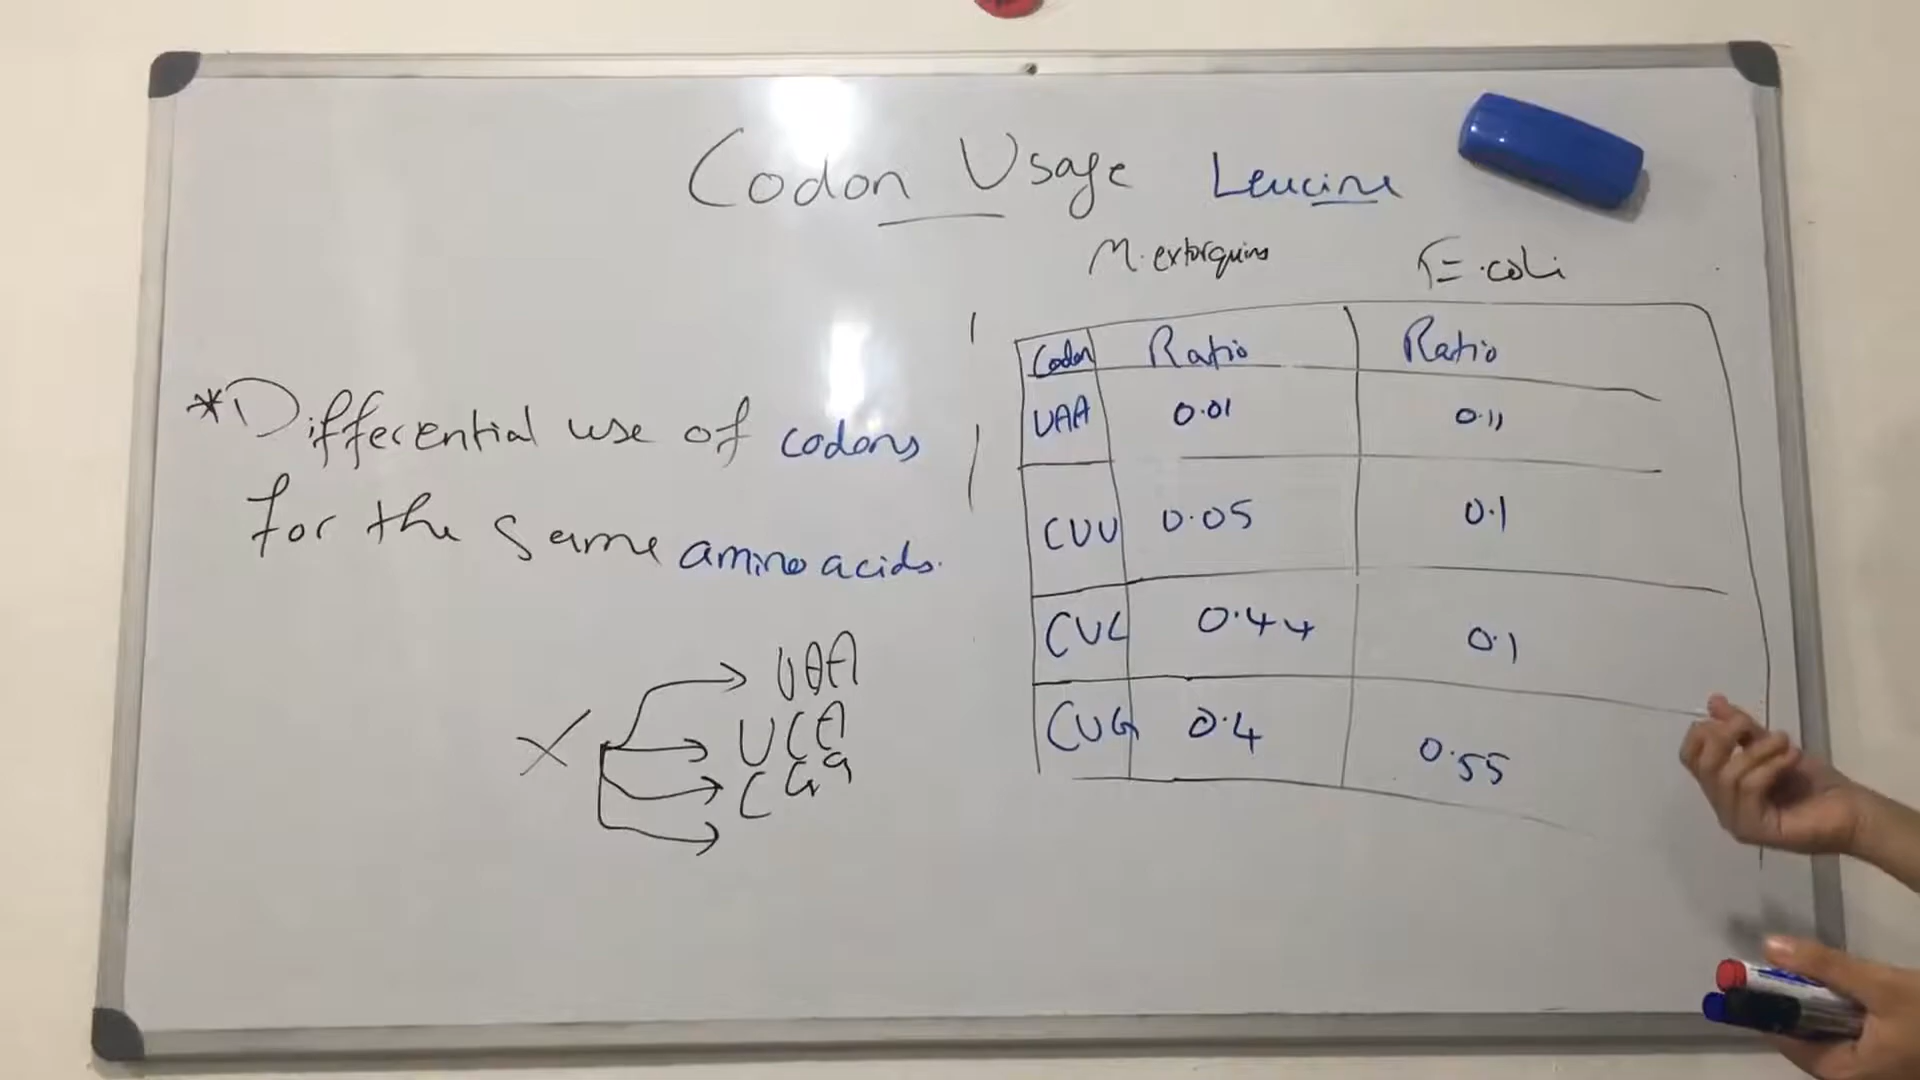 Codon Usage Leucine
M. extorquins E.coli
*Differential use of codons
for the same amino acids.
X UAA
UCA
CGG
Codon Ratio Ratio
UAA 0.01 0.11
CUU 0.05 0.1
CUC 0.44 0.1
CUG 0.4 0.55